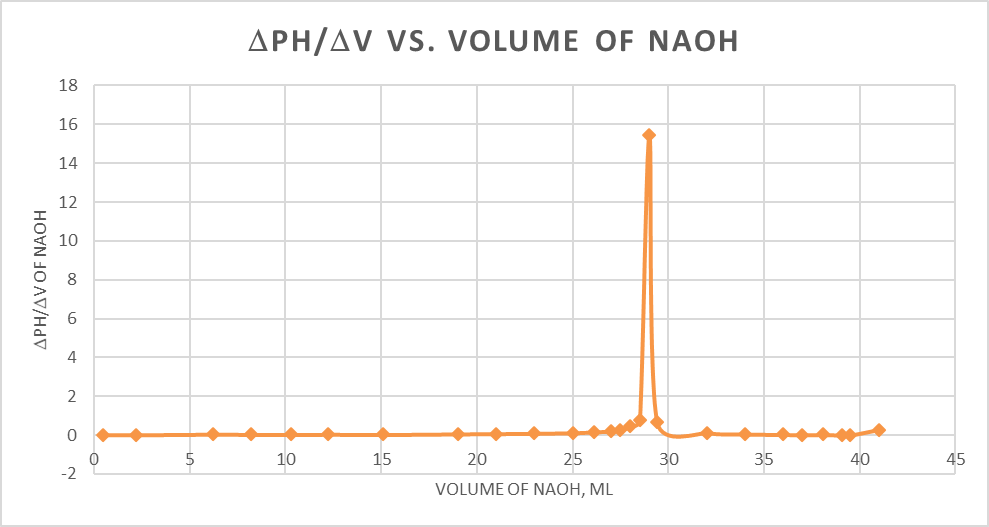 ΔPH/ΔV VS. VOLUME OF NAOH
18
16
14
12
10
8
6
4
2
0
-2
ΔPH/ΔV OF NAOH
0 5 10 15 20 25 30 35 40 45
VOLUME OF NAOH, ML